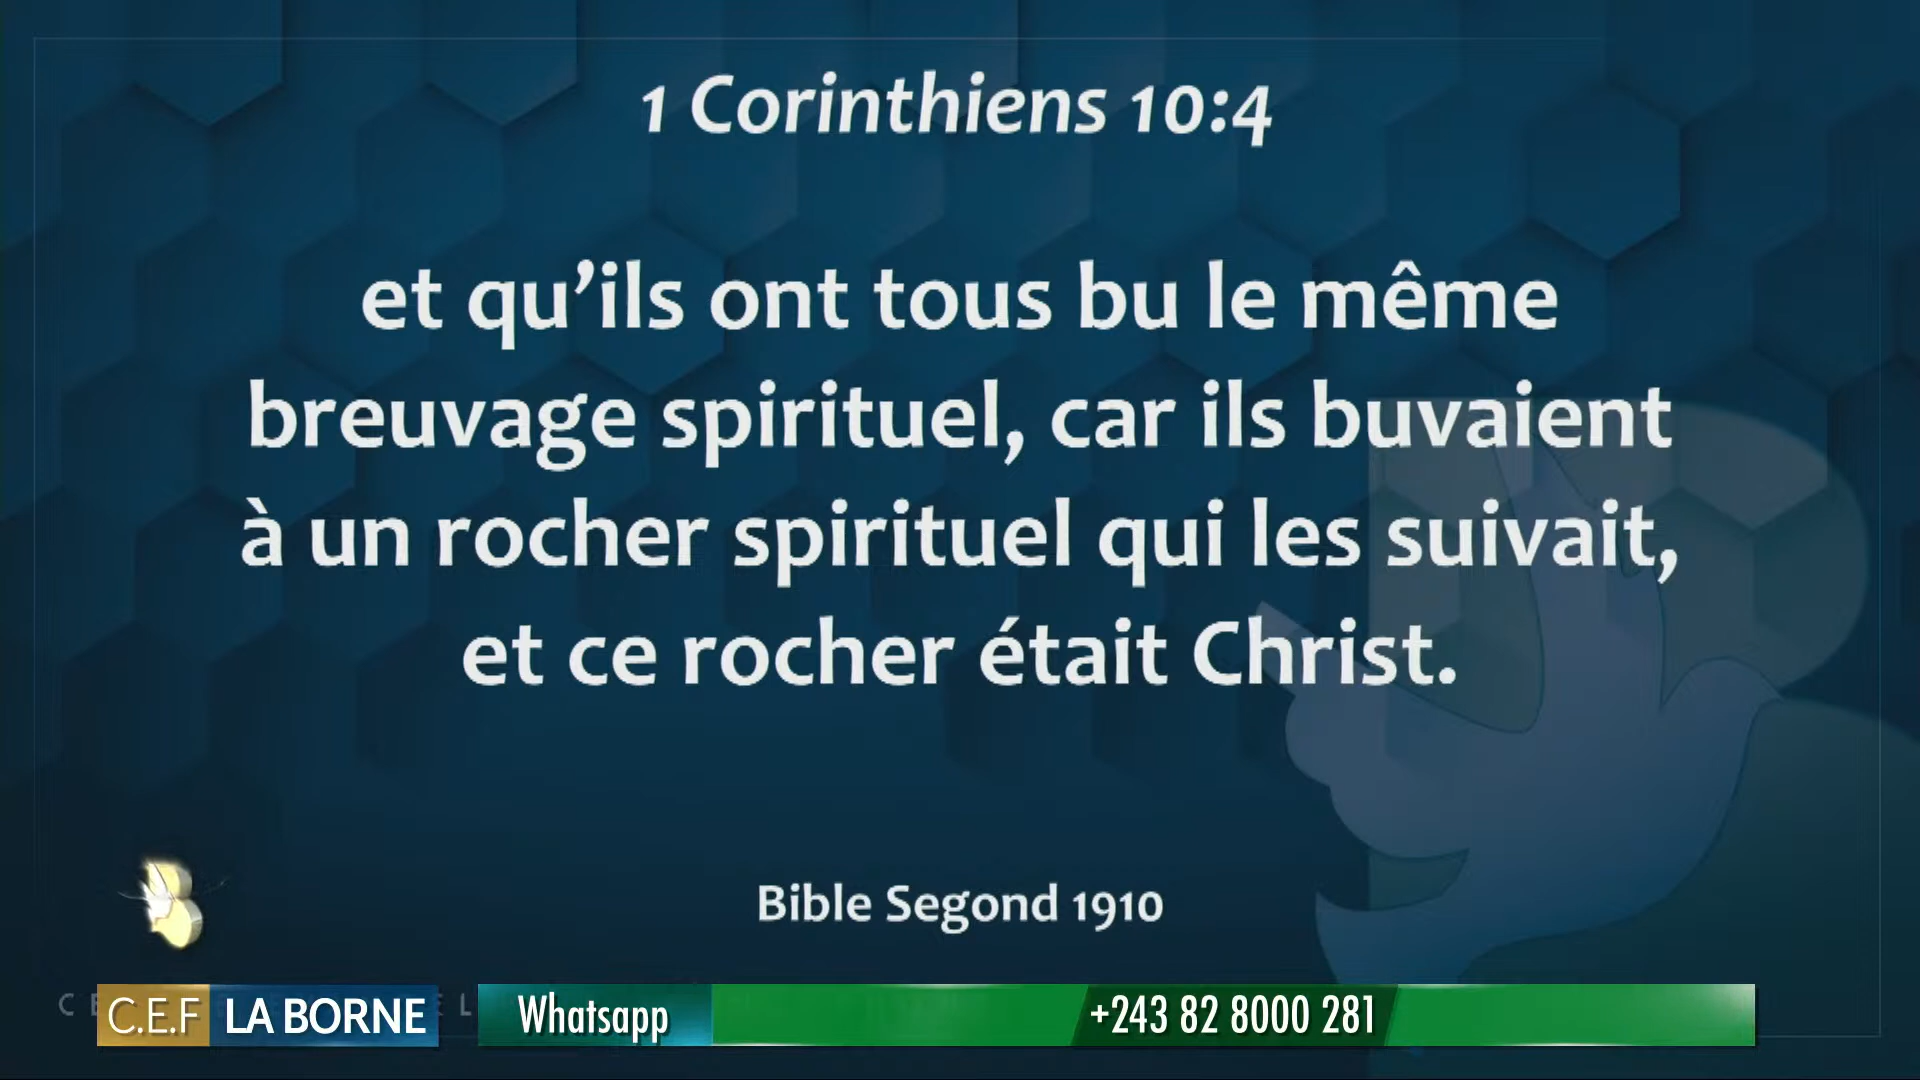 1 Corinthiens 10:4
et qu’ils ont tous bu le même
breuvage spirituel, car ils buvaient
à un rocher spirituel qui les suivait,
et ce rocher était Christ.
Bible Segond 1910
C.E.F LA BORNE
Whatsapp +243 82 8000 281